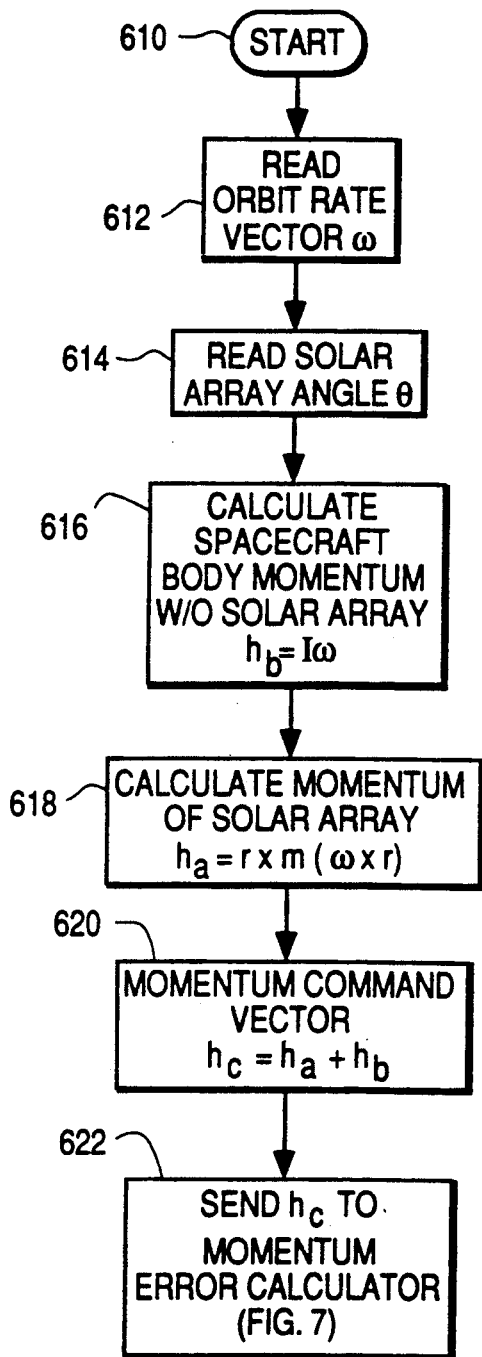 610
START
612
READ
ORBIT RATE
VECTOR ω
614
READ SOLAR
ARRAY ANGLE θ
616
CALCULATE
SPACECRAFT
BODY MOMENTUM
W/O SOLAR ARRAY
h_b = Iω
618
CALCULATE MOMENTUM
OF SOLAR ARRAY
h_a = r x m ( ω x r)
620
MOMENTUM COMMAND
VECTOR
h_c = h_a + h_b
622
SEND h_c TO
MOMENTUM
ERROR CALCULATOR
(FIG. 7)